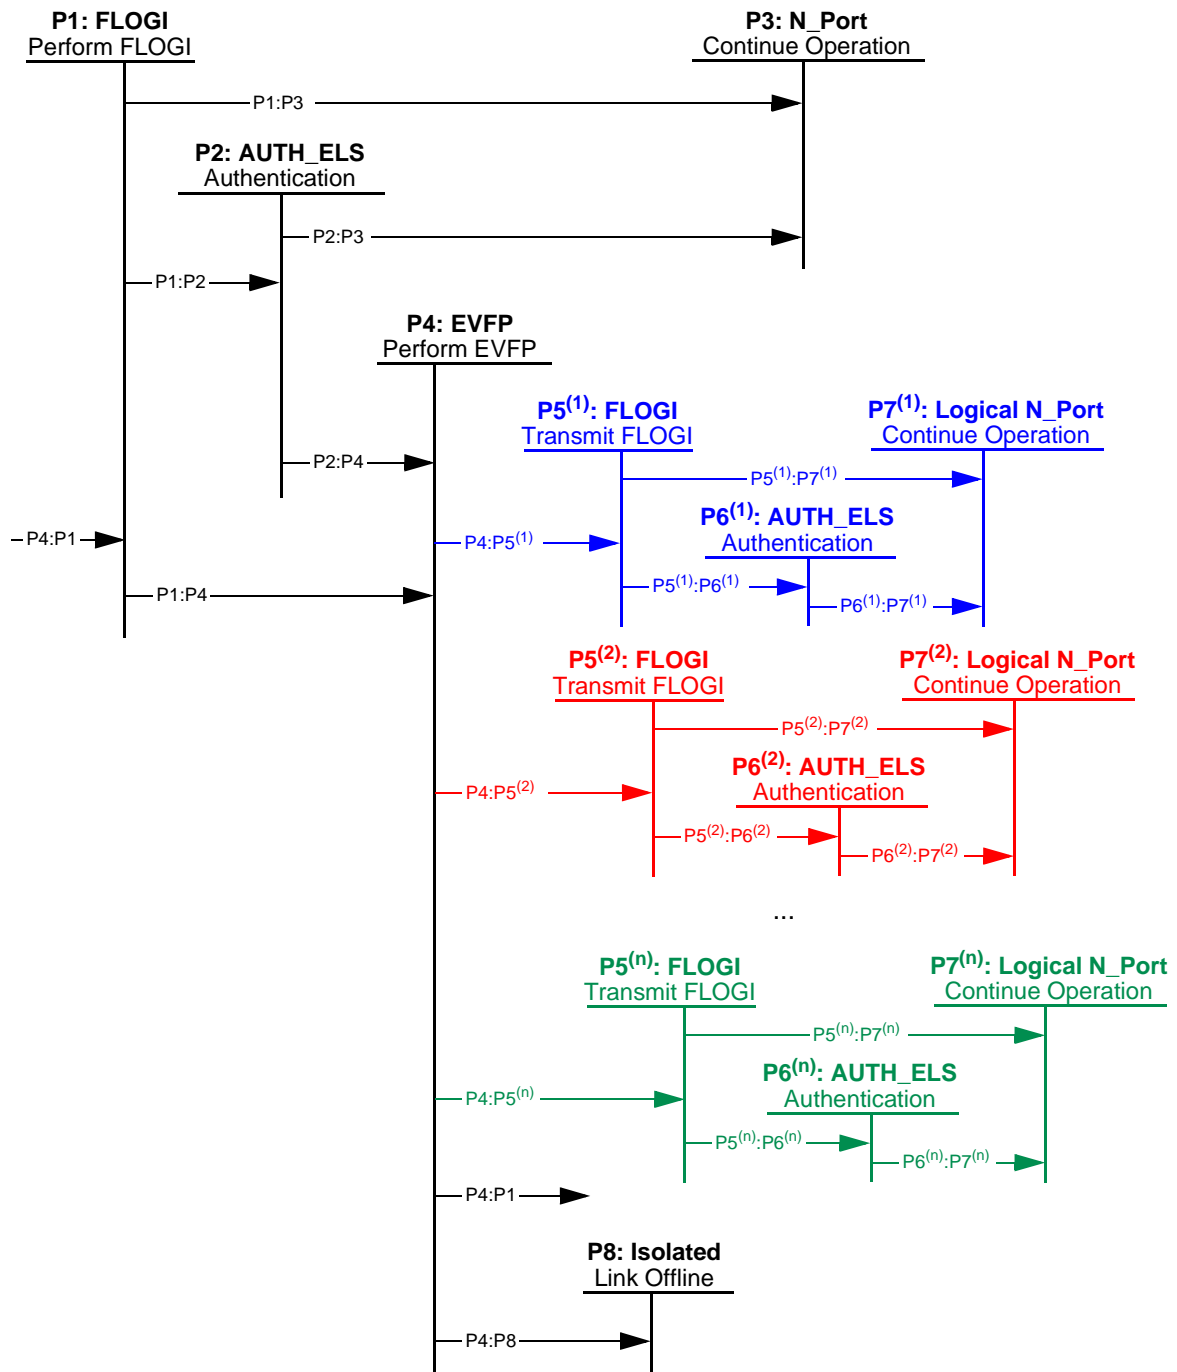 P1: FLOGI
Perform FLOGI
P3: N_Port
Continue Operation
P1:P3
P2: AUTH_ELS
Authentication
P2:P3
P1:P2
P4: EVFP
Perform EVFP
P5(1): FLOGI
Transmit FLOGI
P7(1): Logical N_Port
Continue Operation
P2:P4
P5(1):P7(1)
P6(1): AUTH_ELS
Authentication
P4:P1
P4:P5(1)
P5(1):P6(1)
P1:P4
P6(1):P7(1)
P5(2): FLOGI
Transmit FLOGI
P7(2): Logical N_Port
Continue Operation
P5(2):P7(2)
P6(2): AUTH_ELS
Authentication
P4:P5(2)
P5(2):P6(2)
P6(2):P7(2)
...
P5(n): FLOGI
Transmit FLOGI
P7(n): Logical N_Port
Continue Operation
P5(n):P7(n)
P6(n): AUTH_ELS
Authentication
P4:P5(n)
P5(n):P6(n)
P6(n):P7(n)
P4:P1
P8: Isolated
Link Offline
P4:P8